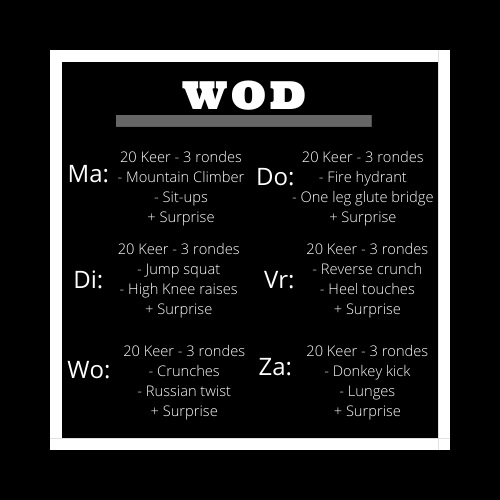 WOD
Ma:
20 Keer - 3 rondes
- Mountain Climber
- Sit-ups
+ Surprise
Di:
20 Keer - 3 rondes
- Jump squat
- High Knee raises
+ Surprise
Wo:
20 Keer - 3 rondes
- Crunches
- Russian twist
+ Surprise
Do:
20 Keer - 3 rondes
- Fire hydrant
- One leg glute bridge
+ Surprise
Vr:
20 Keer - 3 rondes
- Reverse crunch
- Heel touches
+ Surprise
Za:
20 Keer - 3 rondes
- Donkey kick
- Lunges
+ Surprise